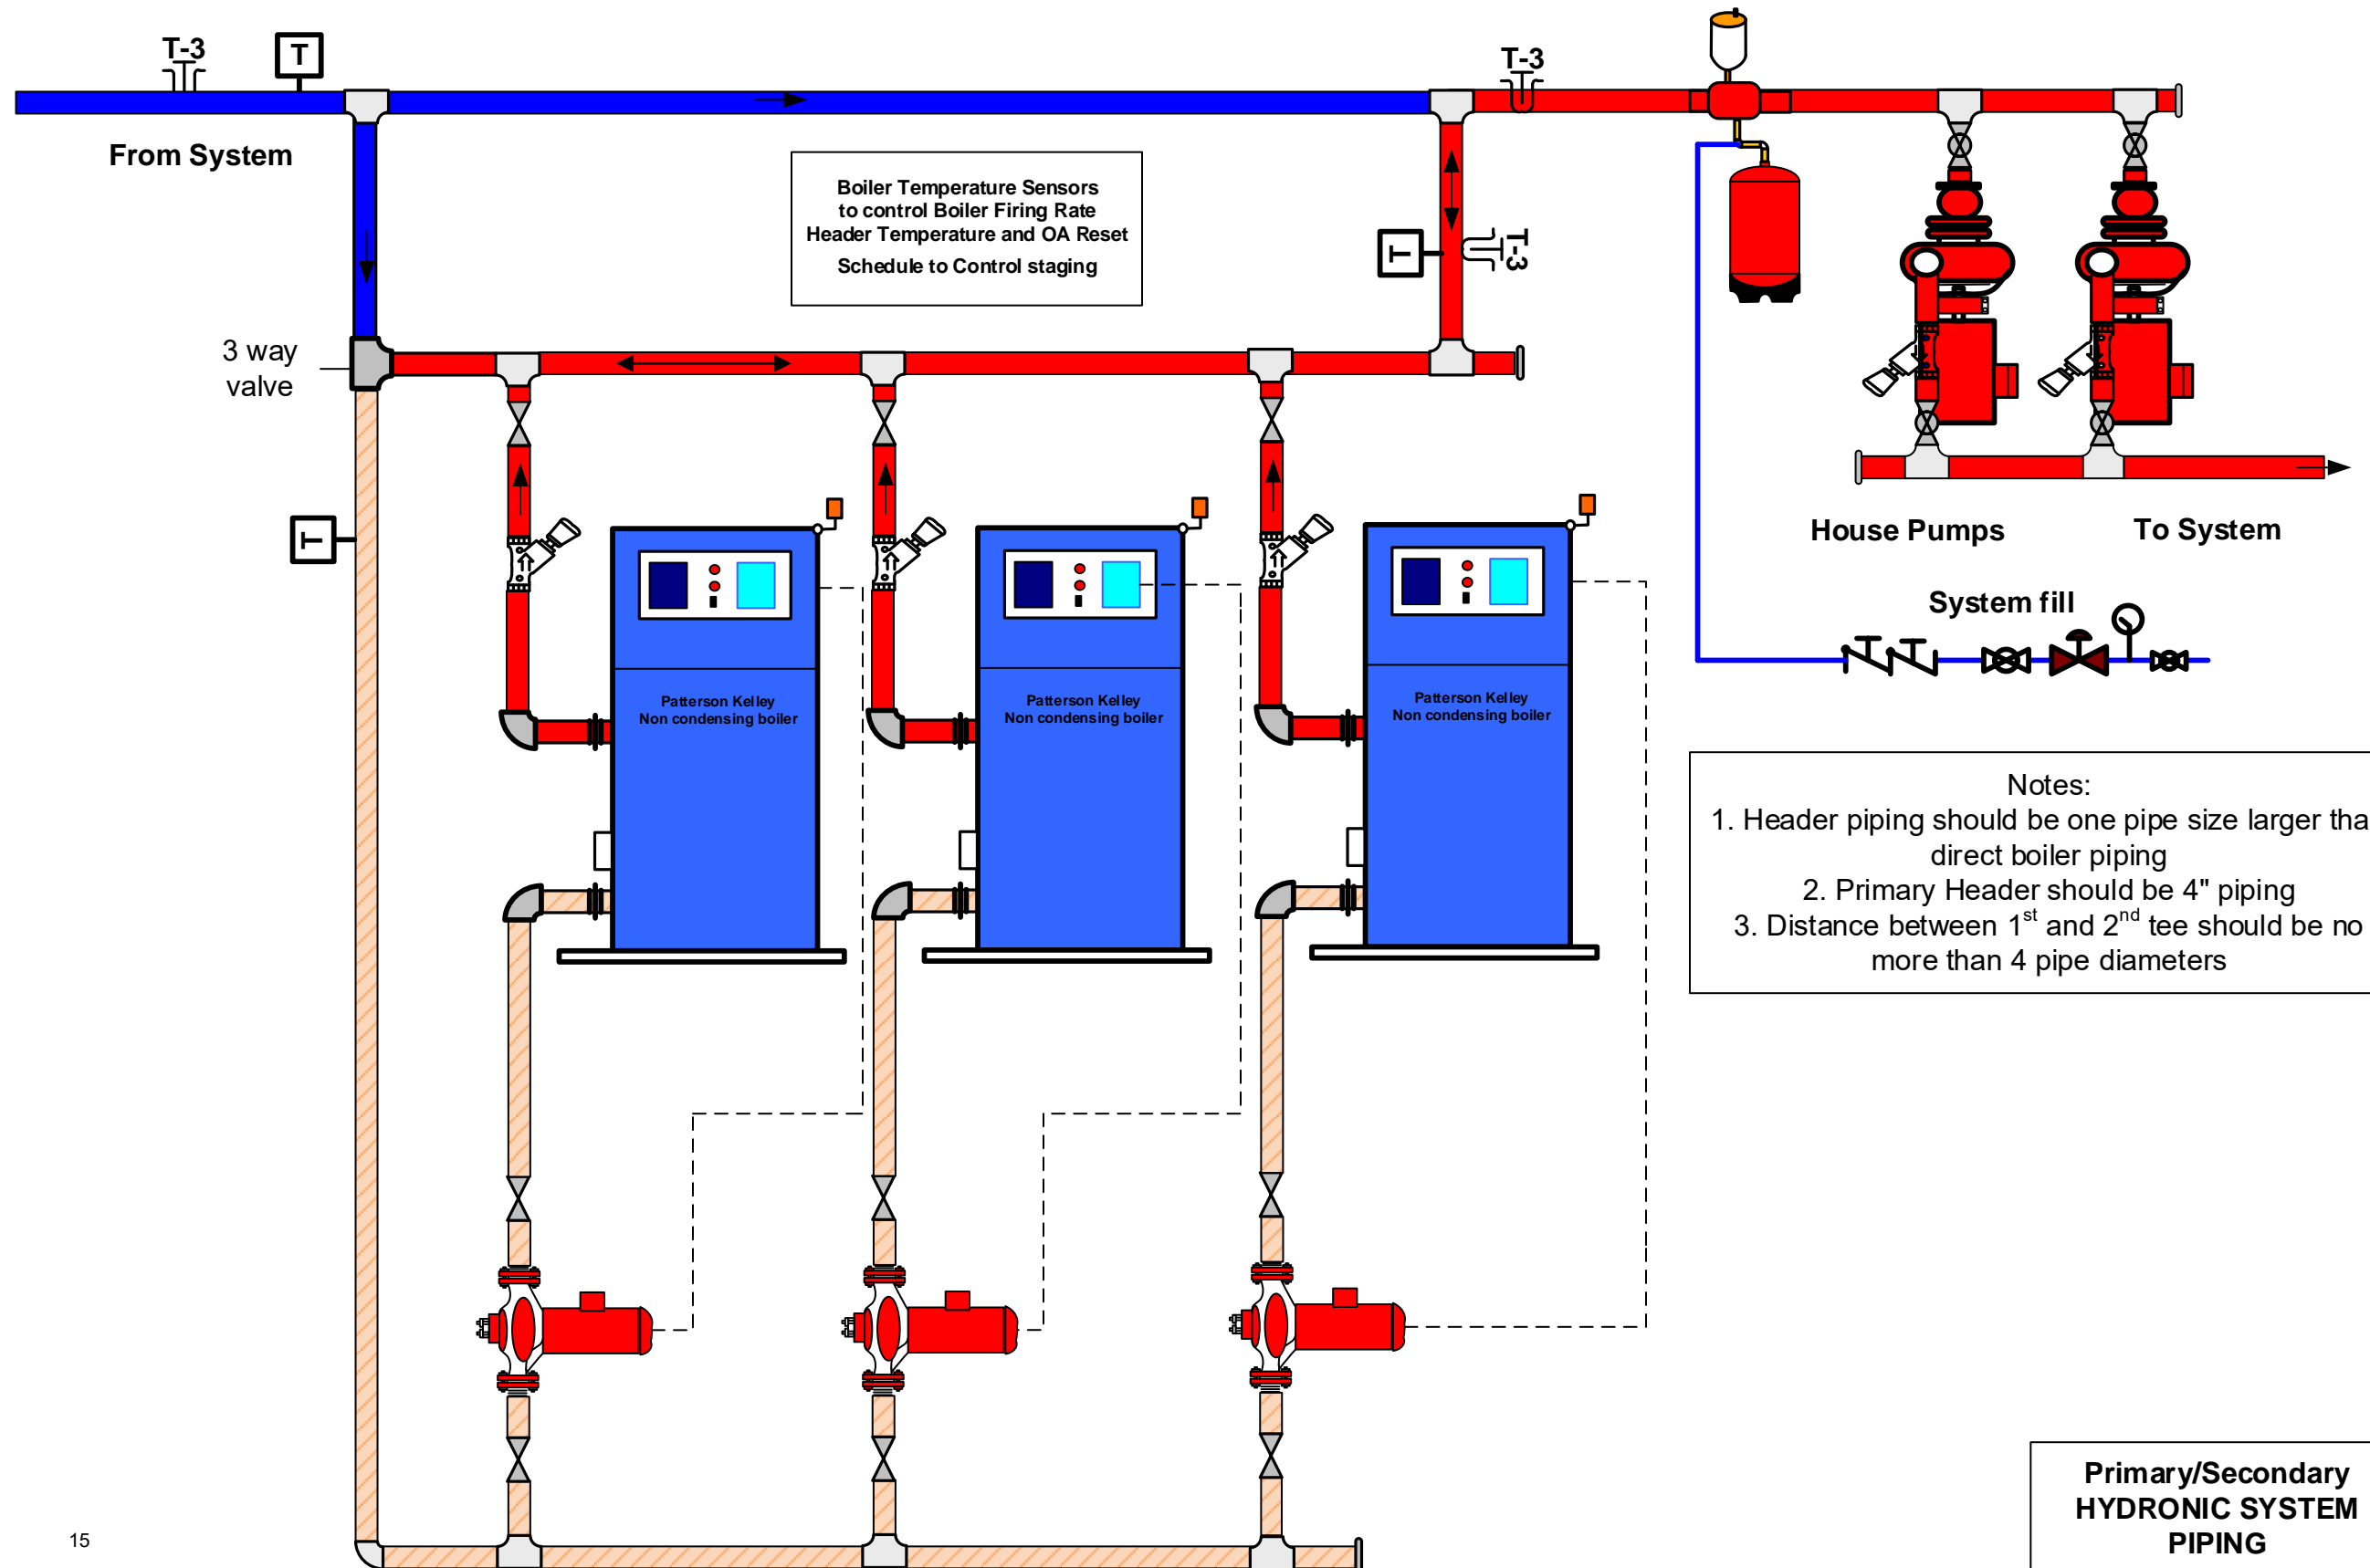 T-3
T
T-3
From System
Boiler Temperature Sensors
to control Boiler Firing Rate
Header Temperature and OA Reset
Schedule to Control staging
T
T-3
3 way
valve
T
House Pumps
To System
System fill
Patterson Kelley
Non condensing boiler
Patterson Kelley
Non condensing boiler
Patterson Kelley
Non condensing boiler
Notes:
1. Header piping should be one pipe size larger tha
direct boiler piping
2. Primary Header should be 4" piping
3. Distance between 1st and 2nd tee should be no
more than 4 pipe diameters
Primary/Secondary
HYDRONIC SYSTEM
PIPING
15